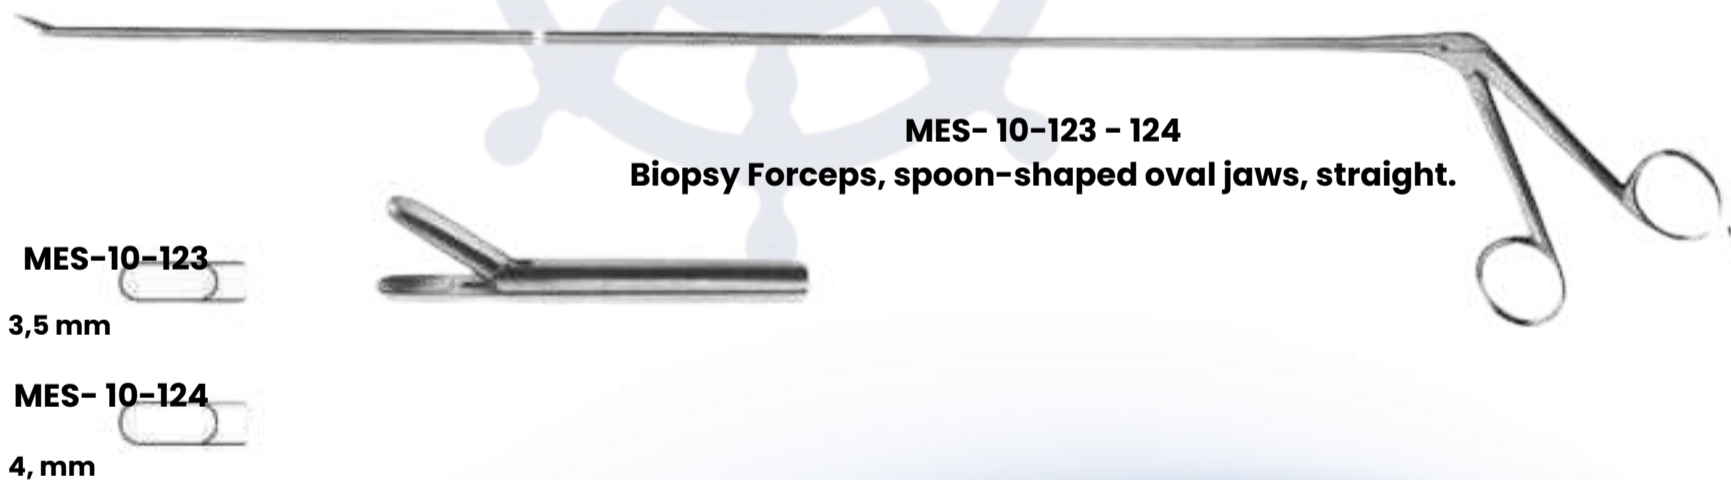 MES- 10-123 - 124
Biopsy Forceps, spoon-shaped oval jaws, straight.
MES-10-123
3,5 mm
MES- 10-124
4, mm